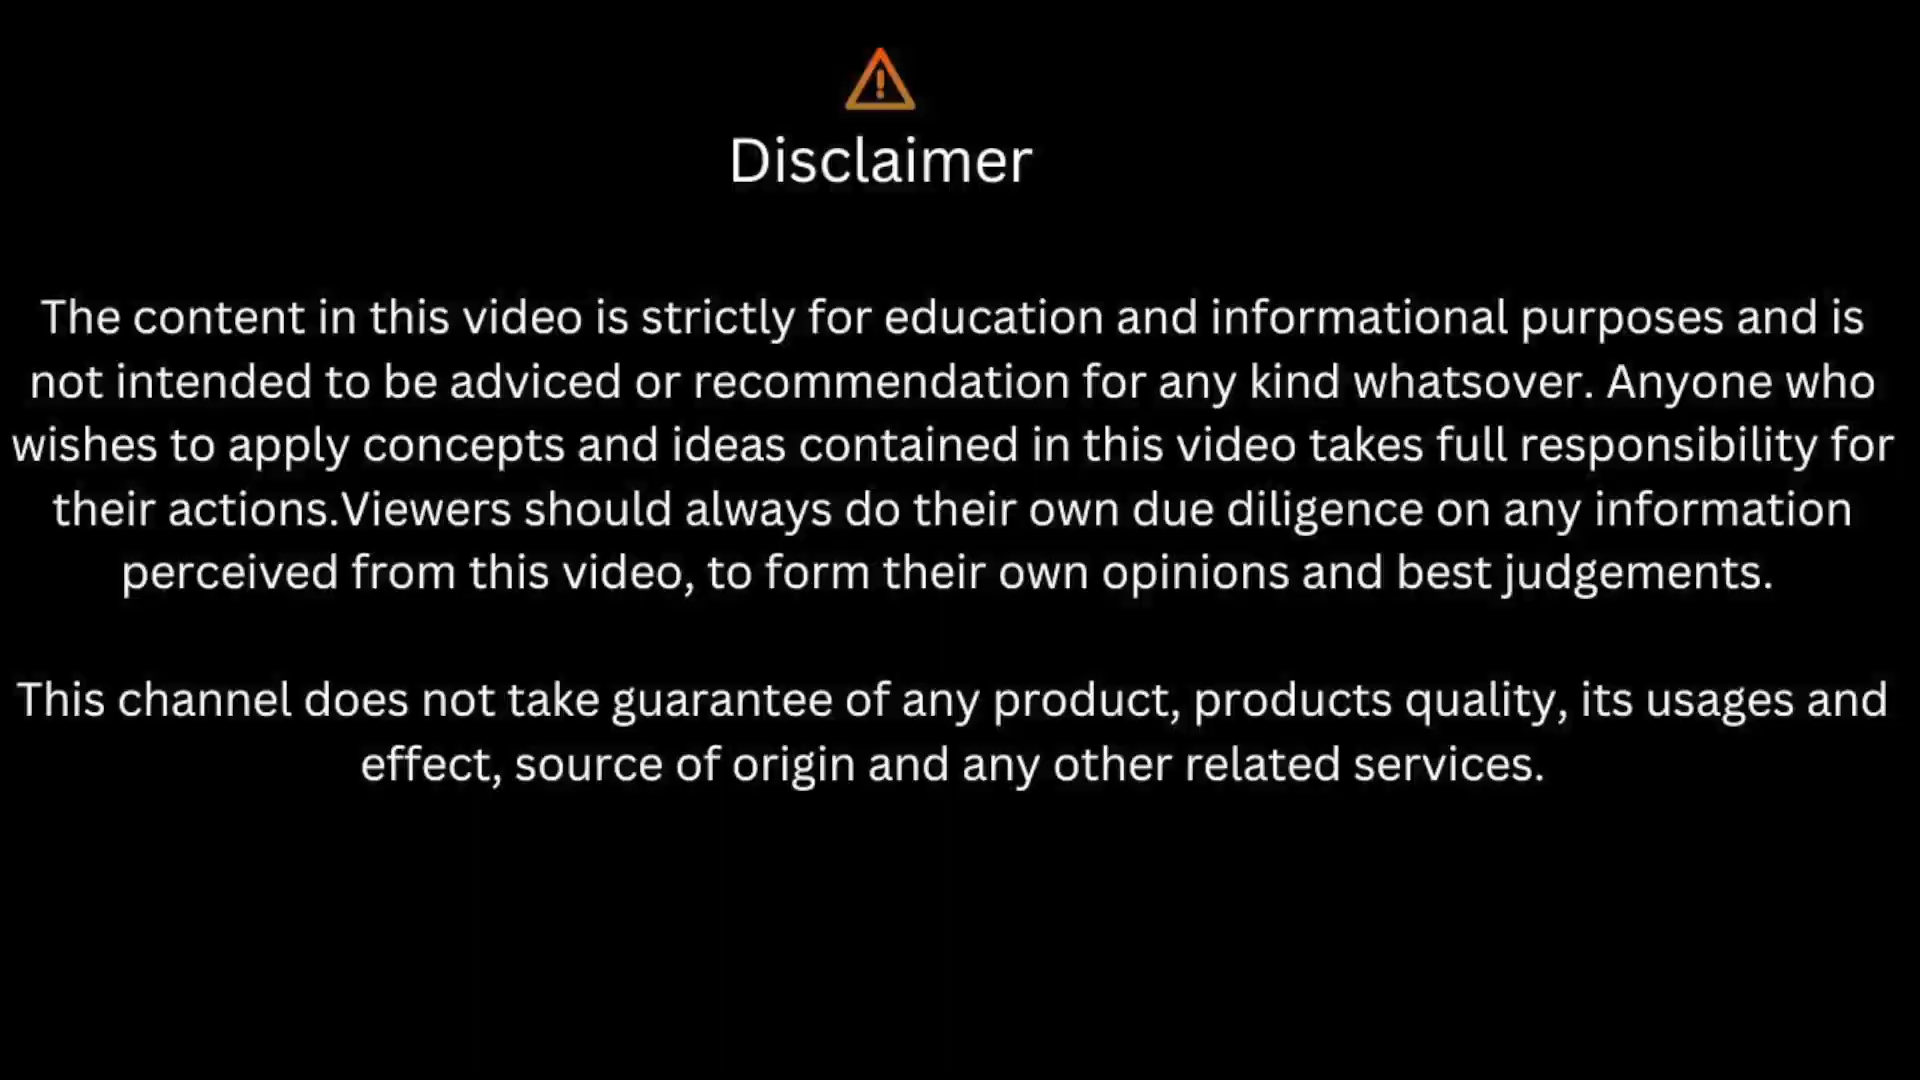 Disclaimer
The content in this video is strictly for education and informational purposes and is
not intended to be adviced or recommendation for any kind whatsover. Anyone who
wishes to apply concepts and ideas contained in this video takes full responsibility for
their actions.Viewers should always do their own due diligence on any information
perceived from this video, to form their own opinions and best judgements.
This channel does not take guarantee of any product, products quality, its usages and
effect, source of origin and any other related services.